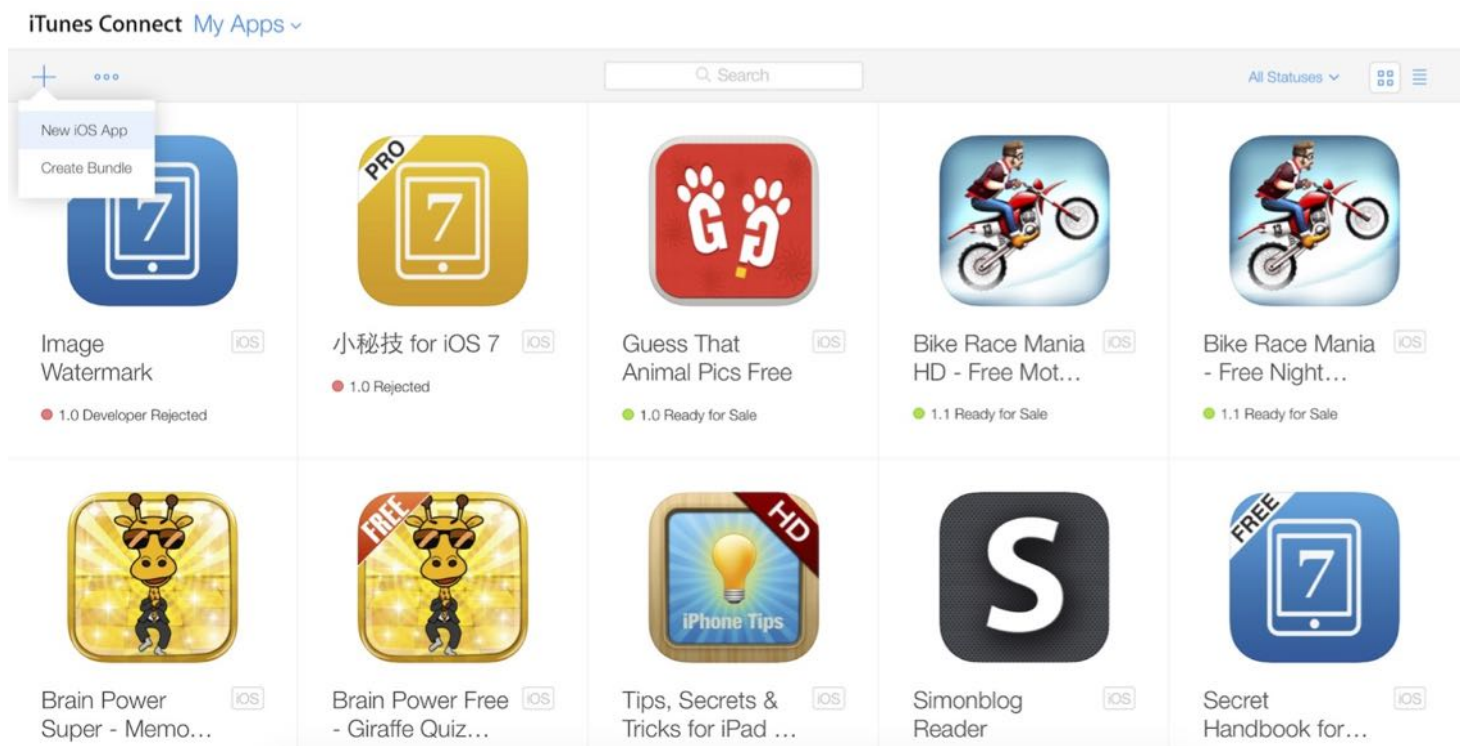 iTunes Connect My Apps
Search
All Statuses
New iOS App
Create Bundle
7
PRO
7
G G
13
13
Image
Watermark
iOS
1.0 Developer Rejected
小秘技 for iOS 7
iOS
1.0 Rejected
Guess That
Animal Pics Free
iOS
1.0 Ready for Sale
Bike Race Mania
HD - Free Mot...
iOS
1.1 Ready for Sale
Bike Race Mania
- Free Night...
iOS
1.1 Ready for Sale
FREE
HD
iPhone Tips
S
FREE
7
Brain Power
Super - Memo...
iOS
Brain Power Free
- Giraffe Quiz...
iOS
Tips, Secrets &
Tricks for iPad ...
iOS
Simonblog
Reader
iOS
Secret
Handbook for...
iOS